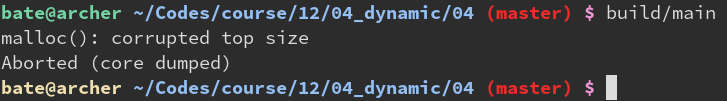 bate@archer ~/Codes/course/12/04_dynamic/04 (master) $ build/main
malloc(): corrupted top size
Aborted (core dumped)
bate@archer ~/Codes/course/12/04_dynamic/04 (master) $